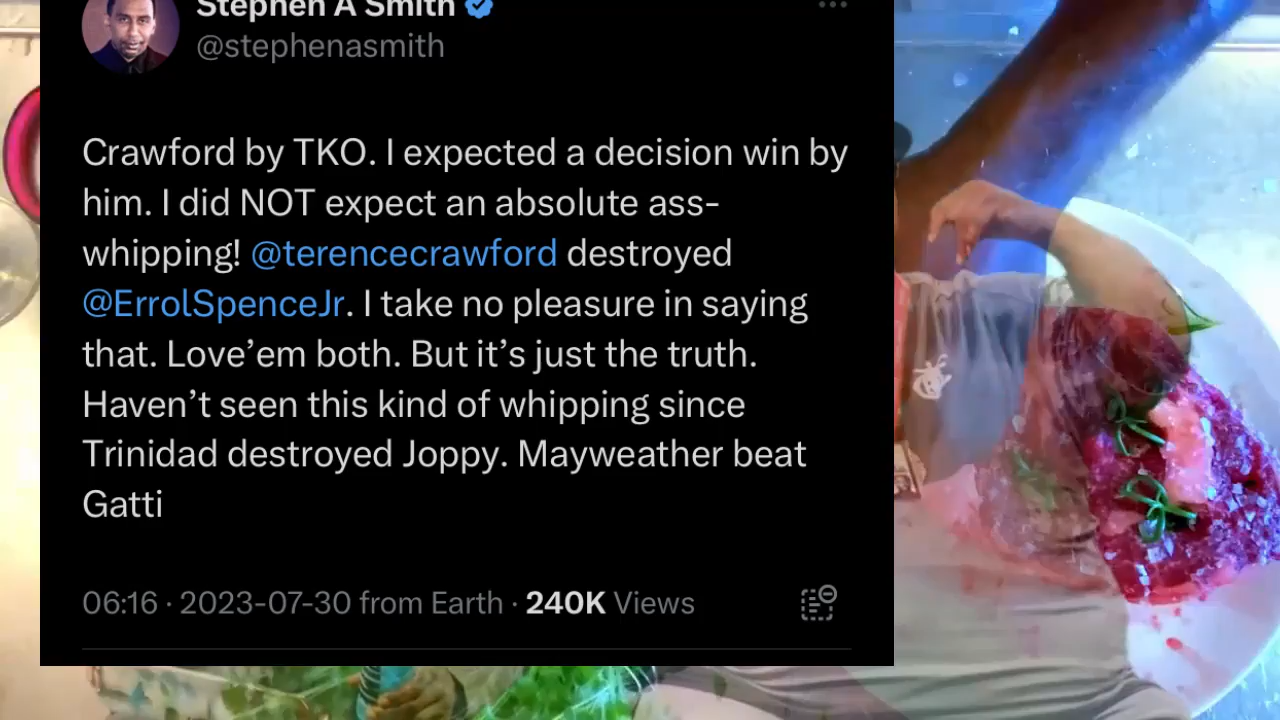 Stephen A Smith
@stephenasmith
Crawford by TKO. I expected a decision win by
him. I did NOT expect an absolute ass-
whipping! @terencecrawford destroyed
@ErrolSpenceJr. I take no pleasure in saying
that. Love’em both. But it’s just the truth.
Haven’t seen this kind of whipping since
Trinidad destroyed Joppy. Mayweather beat
Gatti
06:16 · 2023-07-30 from Earth · 240K Views